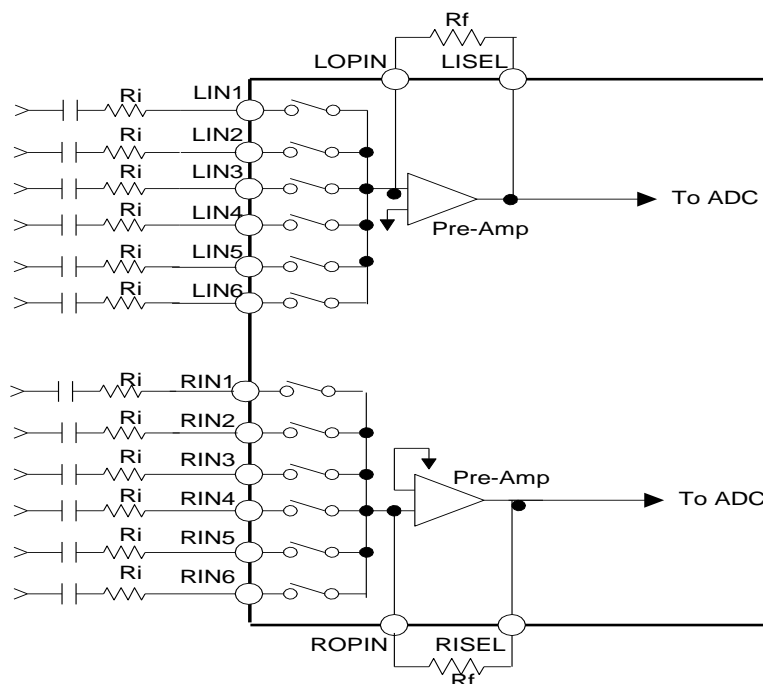 Rf
LOPIN LISEL
Ri LIN1
Ri LIN2
Ri LIN3
Ri LIN4
Ri LIN5
Ri LIN6
To ADC
Pre-Amp
Ri RIN1
Ri RIN2
Ri RIN3
Ri RIN4
Ri RIN5
Ri RIN6
Pre-Amp
To ADC
ROPIN RISEL
Rf